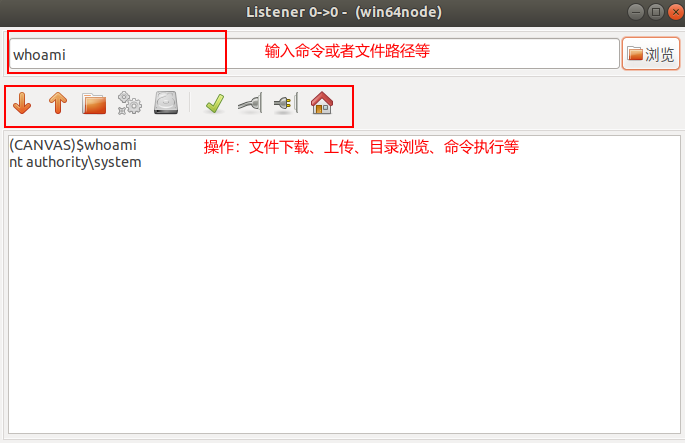 Listener 0->0 - (win64node)
whoami
输入命令或者文件路径等
浏览
(CANVAS)$whoami
操作：文件下载、上传、目录浏览、命令执行等
nt authority\system